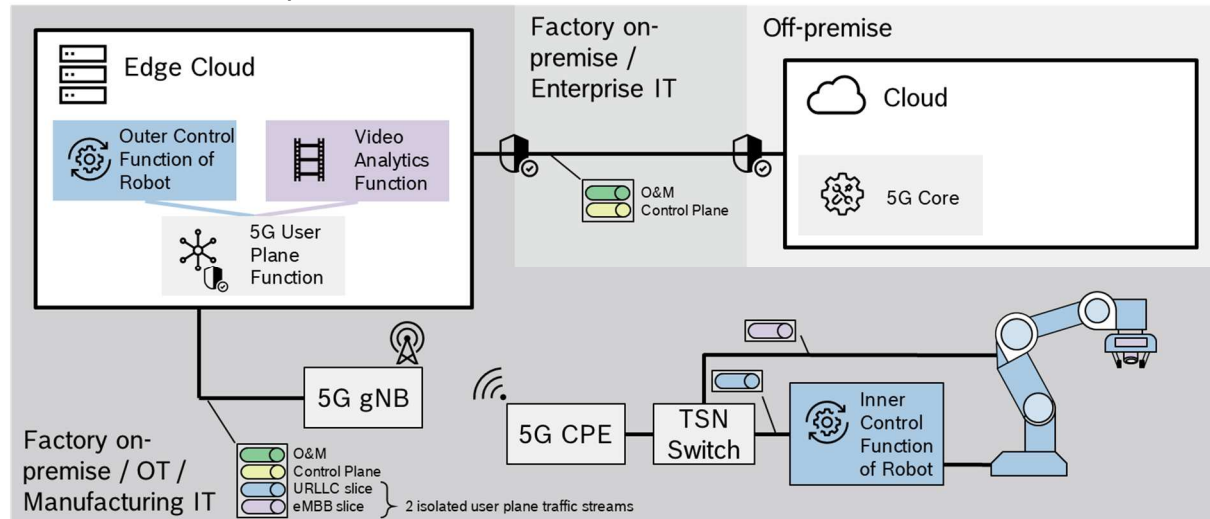 Edge Cloud
Outer Control
Function of
Robot
Video
Analytics
Function
5G User
Plane
Function
Factory on-
premise /
Enterprise IT
O&M
Control Plane
Off-premise
Cloud
5G Core
5G gNB
5G CPE
TSN
Switch
Inner
Control
Function
of Robot
Factory on-
premise / OT /
Manufacturing IT
O&M
Control Plane
URLLC slice
eMBB slice
2 isolated user plane traffic streams